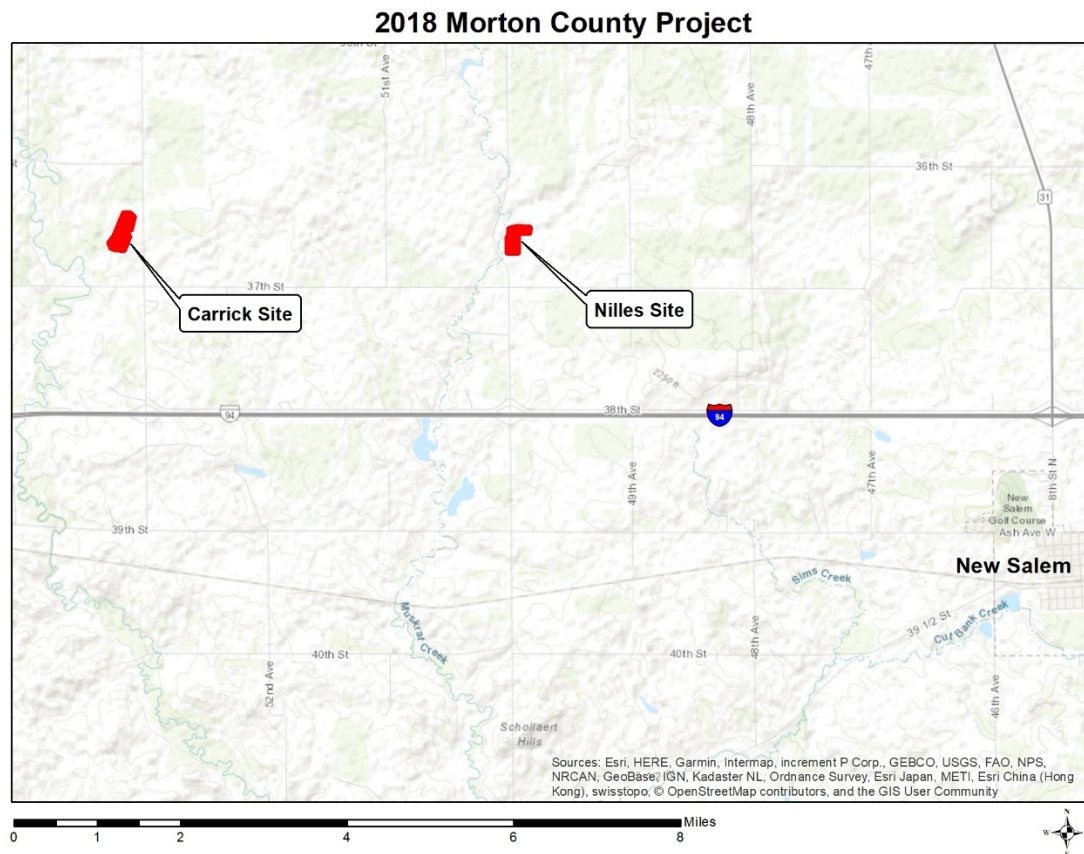 2018 Morton County Project
36th St
51st Ave
47th
48th Ave
36th St
31
St
37th St
Carrick Site
Nilles Site
2250 ft
94
38th St
94
49th Ave
47th Ave
8th St N
New
Salem
Golf Course
39th St
Ash Ave W
New Salem
Sims Creek
Muskrat Creek
39 1/2 St
Cut Bank Creek
40th St
40th St
48th Ave
52nd Ave
46th Ave
Schollaert
Hills
Sources: Esri, HERE, Garmin, Intermap, increment P Corp., GEBCO, USGS, FAO, NPS,
NRCAN, GeoBase, IGN, Kadaster NL, Ordnance Survey, Esri Japan, METI, Esri China (Hong
Kong), swisstopo, © OpenStreetMap contributors, and the GIS User Community
Miles
0 1 2 4 6 8
N
S